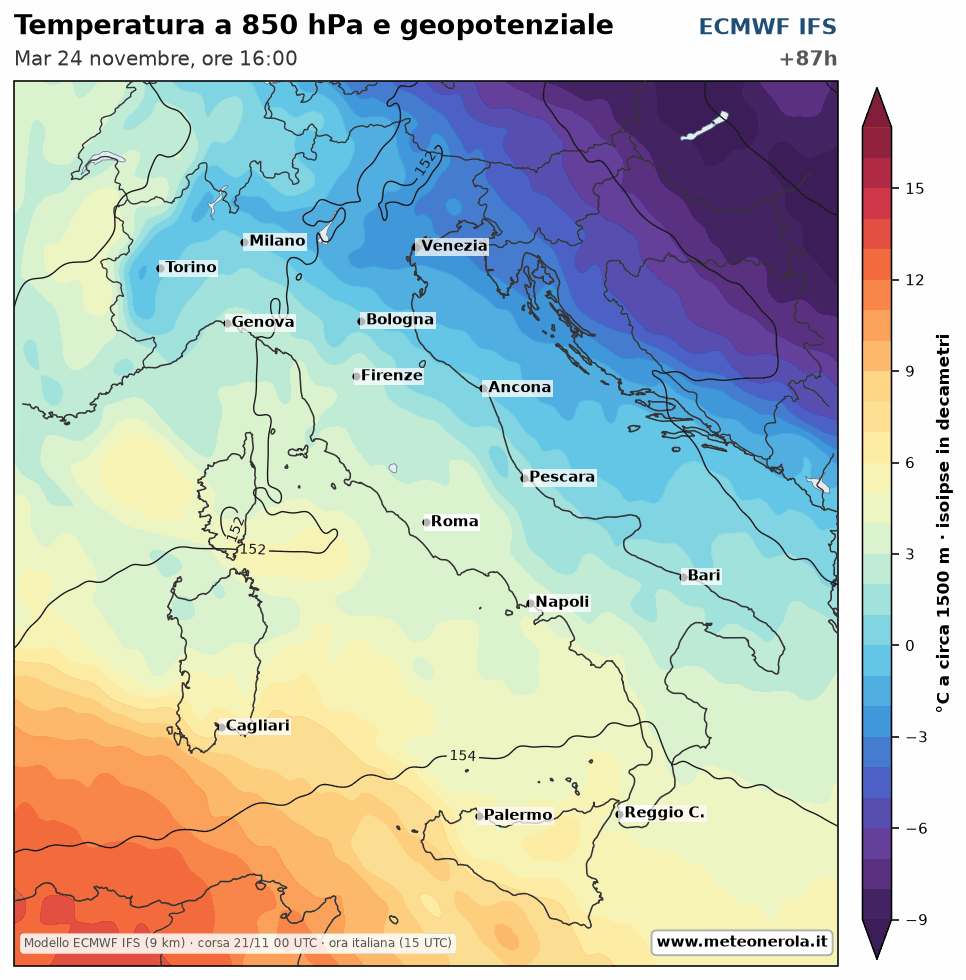 Temperatura a 850 hPa e geopotenziale
ECMWF IFS
Mar 24 novembre, ore 16:00
+87h
152
Milano
Venezia
Torino
Genova
Bologna
Firenze
Ancona
Pescara
152
Roma
152
Bari
Napoli
Cagliari
154
Palermo
Reggio C.
15
12
9
6
3
0
−3
−6
−9
°C a circa 1500 m · isoipse in decametri
Modello ECMWF IFS (9 km) · corsa 21/11 00 UTC · ora italiana (15 UTC)
www.meteonerola.it